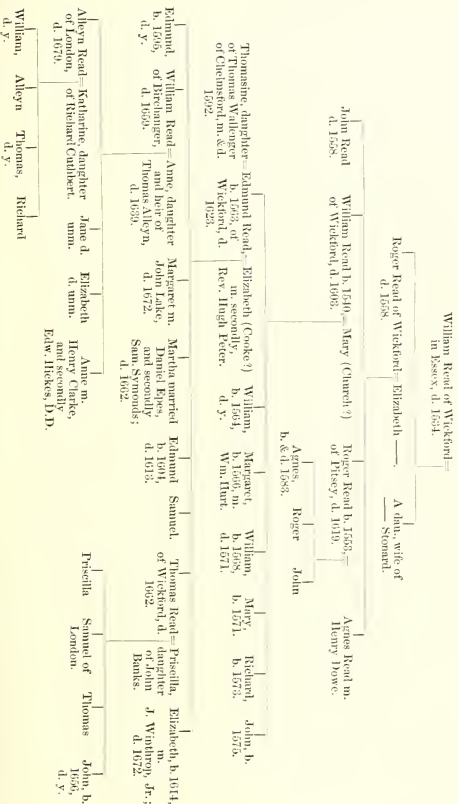 William Read of Wickford=
in Essex, d. 1534.
Roger Read of Wickford=Elizabeth ——.
d. 1558.
A dau., wife of
—— Stonard.
John Read
d. 1558.
William Read b. 1540,=Mary (Church?)
of Wickford, d. 1603.
Roger Read b. 1553,=
of Pitsey, d. 1619.
Agnes Read m.
Henry Dowe.
Agnes, Roger John
b. & d. 1583.
Thomasine, daughter=Edmund Read,=Elizabeth (Cooke?)
of Thomas Wallenger b. 1563, of m. secondly,
of Chelmsford, m. & d. Wickford, d. Rev. Hugh Peter.
1592. 1623.
William,
b. 1564,
d. y.
Margaret,
b. 1566, m.
Wm. Hurt.
William,
b. 1568,
d. 1571.
Mary,
b. 1571.
Richard,
b. 1573.
John, b.
1575.
Edmund,
b. 1595,
d. y.
William Read=Anne, daughter
of Birchanger, and heir of
d. 1659. Thomas Alleyn,
d. 1639.
Margaret m.
John Lake,
d. 1672.
Martha married
Daniel Epes,
and secondly
Sam. Symonds;
d. 1662.
Edmund
b. 1604,
d. 1613.
Samuel.
Thomas Read=Priscilla,
of Wickford, d. daughter
1662. of John
Banks.
Elizabeth, b. 1614,
m.
J. Winthrop, Jr.;
d. 1672.
Alleyn Read=Katharine, daughter
of London, of Richard Cuthbert.
d. 1679.
Jane d.
unm.
Elizabeth
d. unm.
Anne m.
Henry Clarke,
and secondly
Edw. Hickes, D.D.
Priscilla
Samuel of
London.
Thomas
John, b.
1656,
d. y.
William,
d. y.
Alleyn
Thomas,
d. y.
Richard